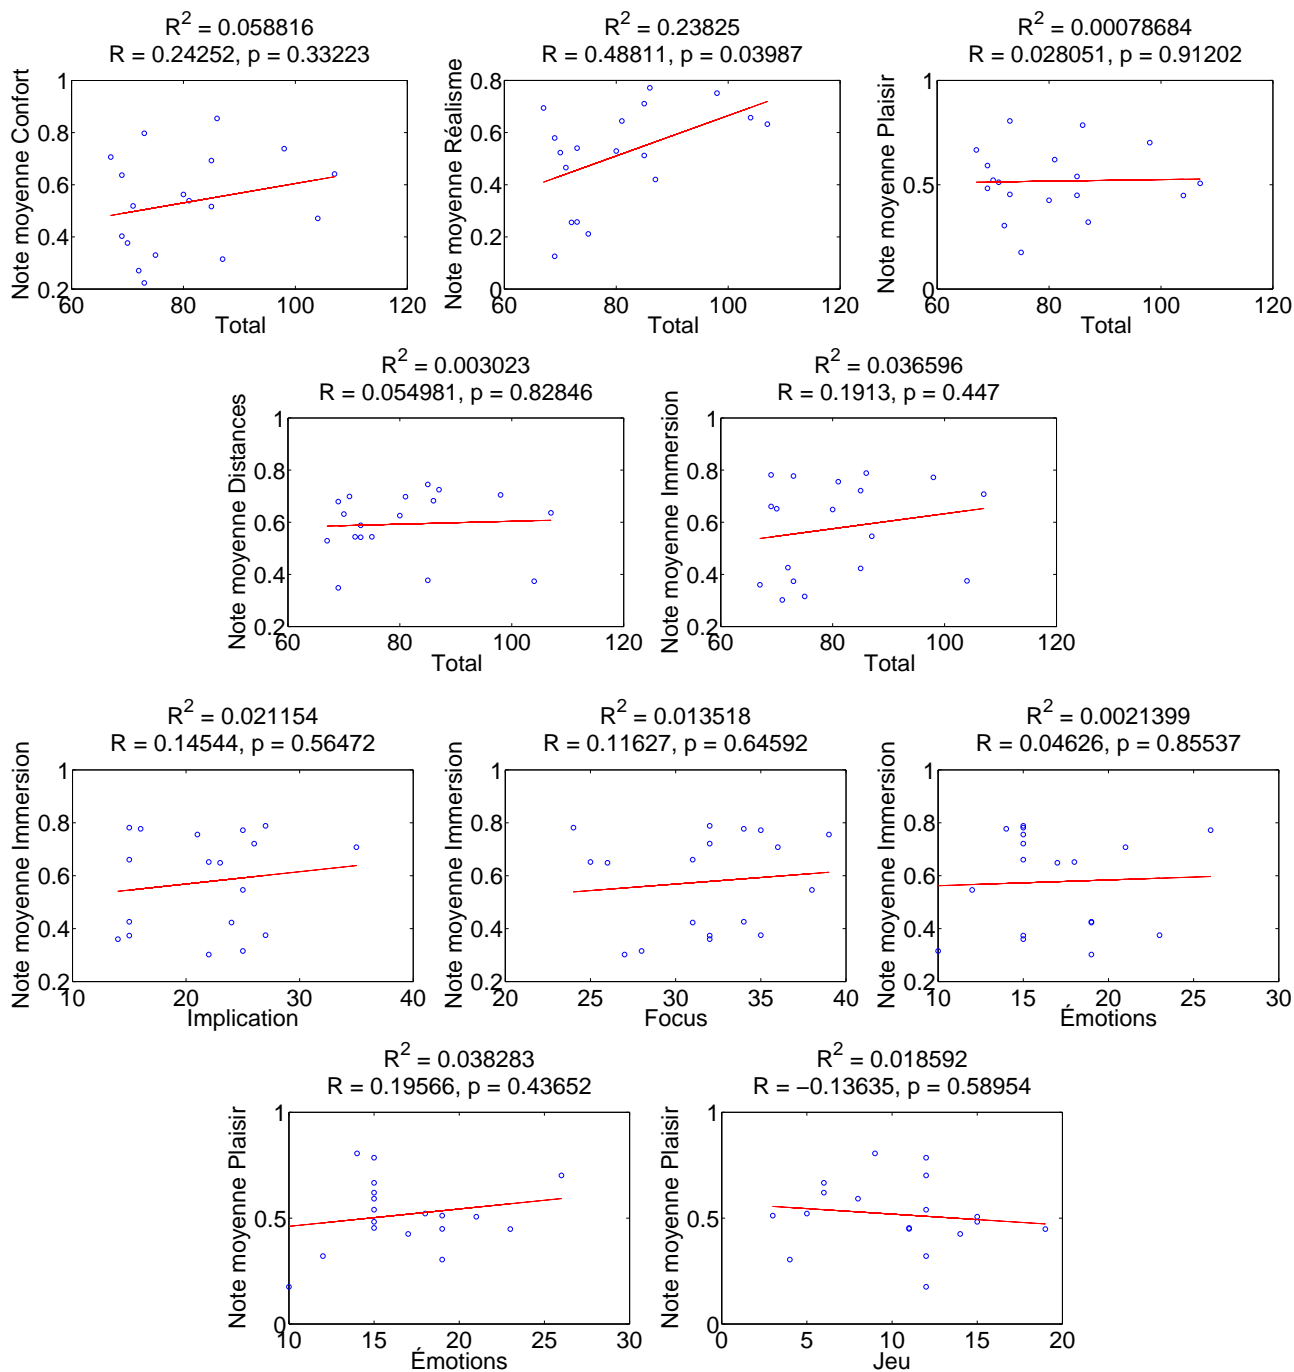 R² = 0.058816
R = 0.24252, p = 0.33223
Note moyenne Confort
1
0.8
0.6
0.4
0.2
60 80 100 120
Total
R² = 0.23825
R = 0.48811, p = 0.03987
Note moyenne Réalisme
0.8
0.6
0.4
0.2
0
60 80 100 120
Total
R² = 0.00078684
R = 0.028051, p = 0.91202
Note moyenne Plaisir
1
0.5
0
60 80 100 120
Total
R² = 0.003023
R = 0.054981, p = 0.82846
Note moyenne Distances
1
0.8
0.6
0.4
0.2
60 80 100 120
Total
R² = 0.036596
R = 0.1913, p = 0.447
Note moyenne Immersion
1
0.8
0.6
0.4
0.2
60 80 100 120
Total
R² = 0.021154
R = 0.14544, p = 0.56472
Note moyenne Immersion
1
0.8
0.6
0.4
0.2
10 20 30 40
Implication
R² = 0.013518
R = 0.11627, p = 0.64592
Note moyenne Immersion
1
0.8
0.6
0.4
0.2
20 25 30 35 40
Focus
R² = 0.0021399
R = 0.04626, p = 0.85537
Note moyenne Immersion
1
0.8
0.6
0.4
0.2
10 15 20 25 30
Émotions
R² = 0.038283
R = 0.19566, p = 0.43652
Note moyenne Plaisir
1
0.5
0
10 15 20 25 30
Émotions
R² = 0.018592
R = −0.13635, p = 0.58954
Note moyenne Plaisir
1
0.5
0
0 5 10 15 20
Jeu